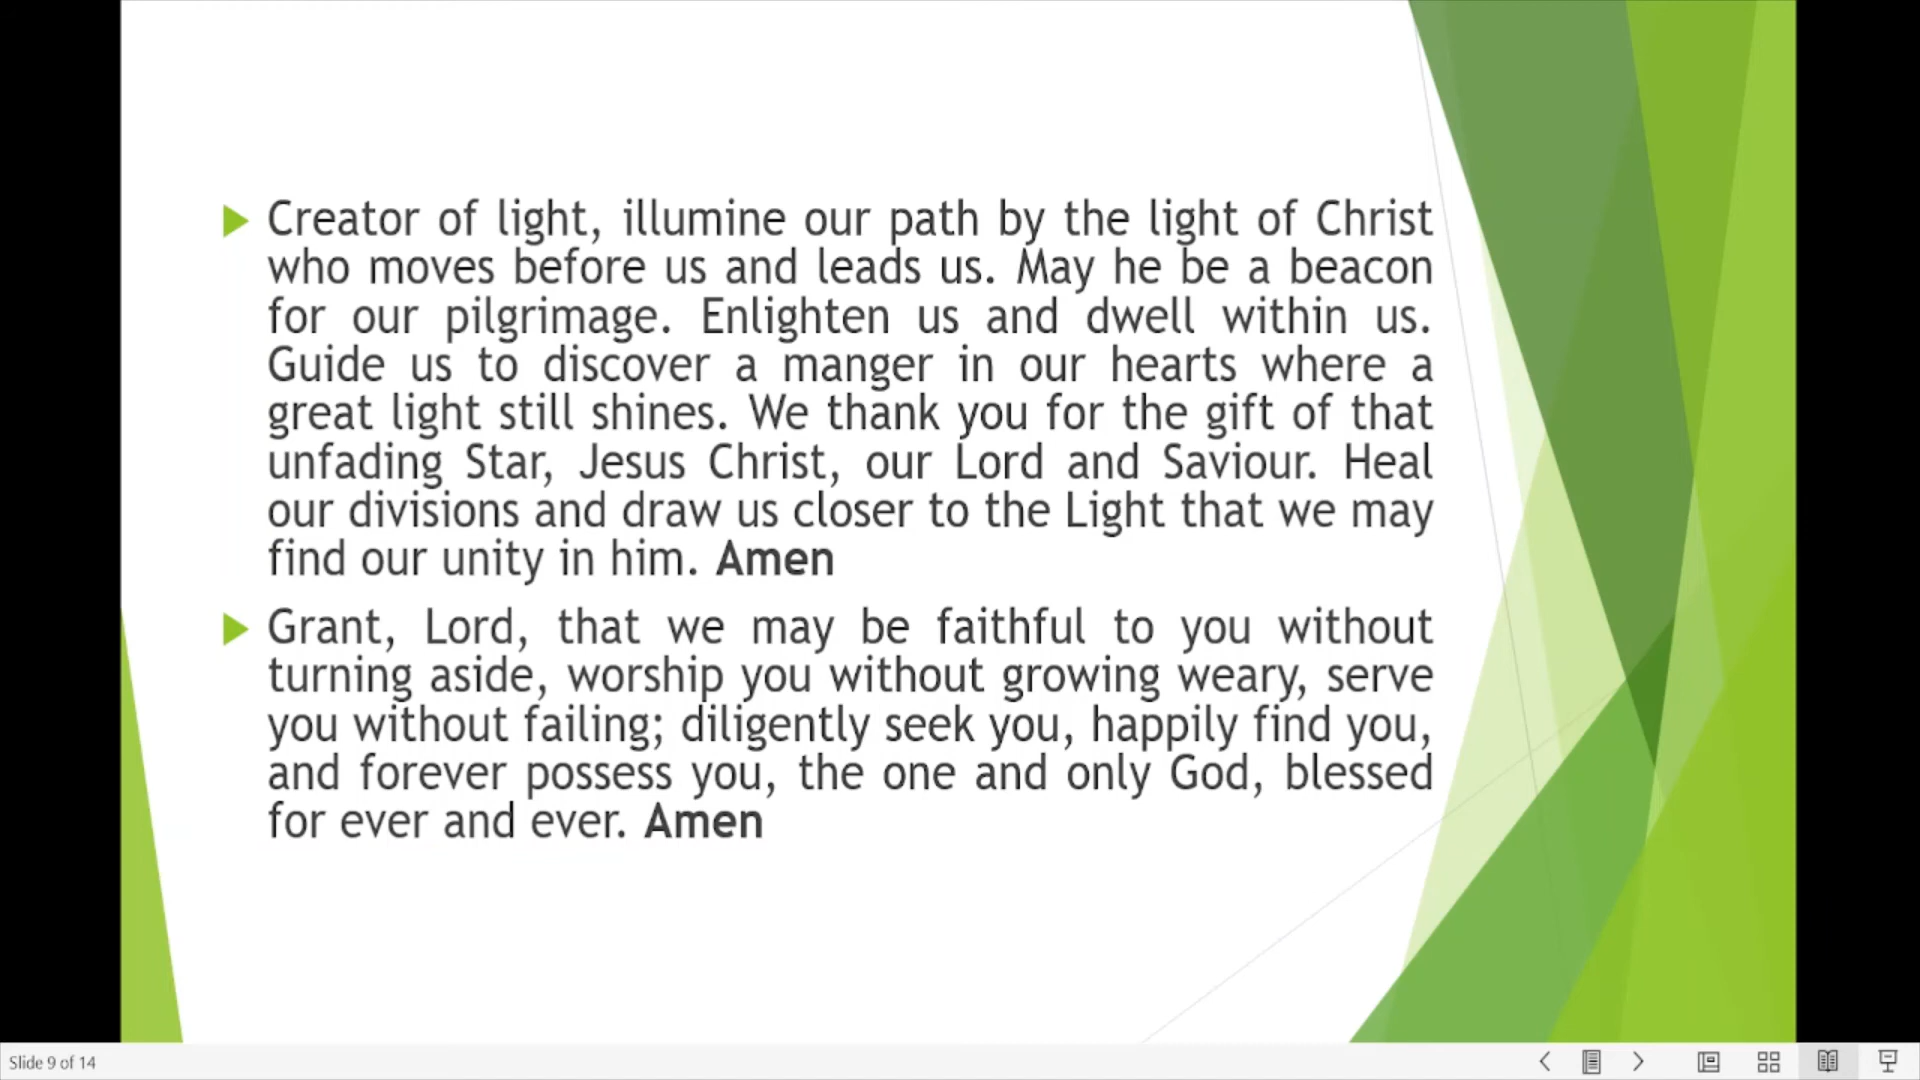 Creator of light, illumine our path by the light of Christ
who moves before us and leads us. May he be a beacon
for our pilgrimage. Enlighten us and dwell within us.
Guide us to discover a manger in our hearts where a
great light still shines. We thank you for the gift of that
unfading Star, Jesus Christ, our Lord and Saviour. Heal
our divisions and draw us closer to the Light that we may
find our unity in him. Amen
Grant, Lord, that we may be faithful to you without
turning aside, worship you without growing weary, serve
you without failing; diligently seek you, happily find you,
and forever possess you, the one and only God, blessed
for ever and ever. Amen
Slide 9 of 14